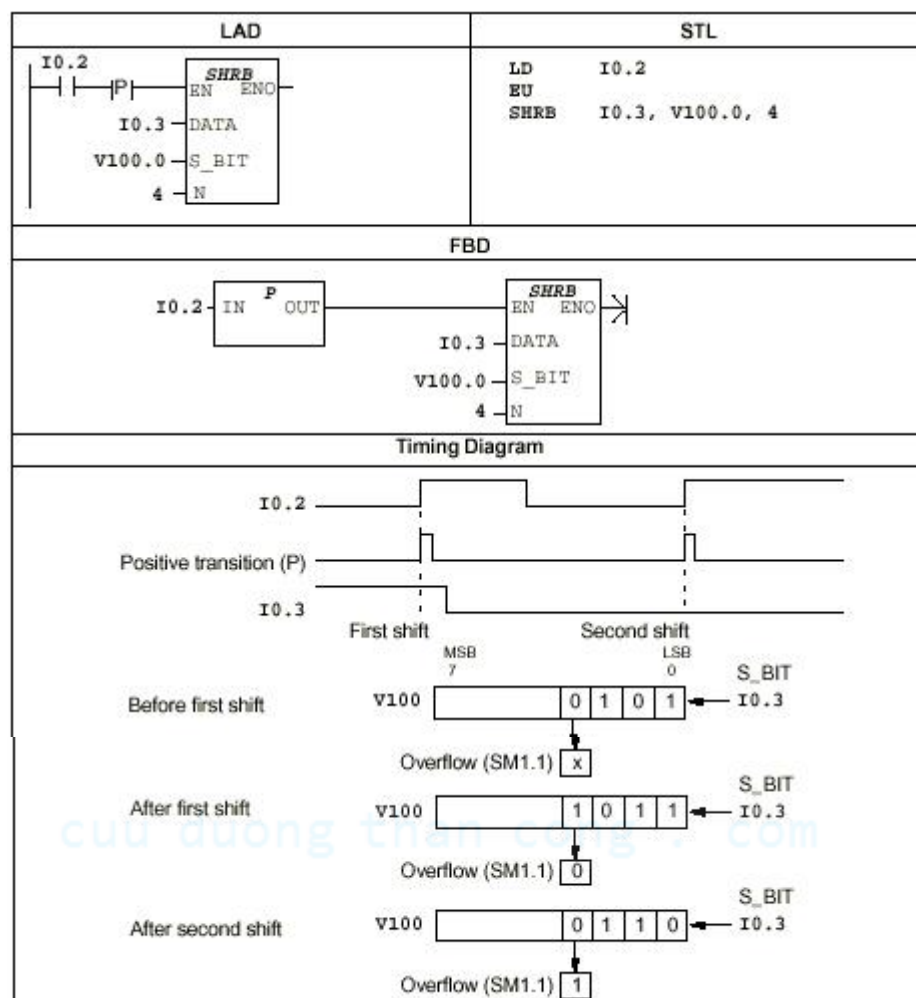 LAD
STL
I0.2
P
SHRB
EN ENO
I0.3
DATA
V100.0
S_BIT
4
N
LD I0.2
EU
SHRB I0.3, V100.0, 4
FBD
I0.2
IN P OUT
SHRB
EN ENO
I0.3
DATA
V100.0
S_BIT
4
N
Timing Diagram
I0.2
Positive transition (P)
I0.3
First shift
Second shift
MSB
7
LSB
0
S_BIT
Before first shift
V100
0 1 0 1
I0.3
Overflow (SM1.1) x
S_BIT
After first shift
V100
1 0 1 1
I0.3
cuu duong than cong . com
Overflow (SM1.1) 0
S_BIT
After second shift
V100
0 1 1 0
I0.3
Overflow (SM1.1) 1